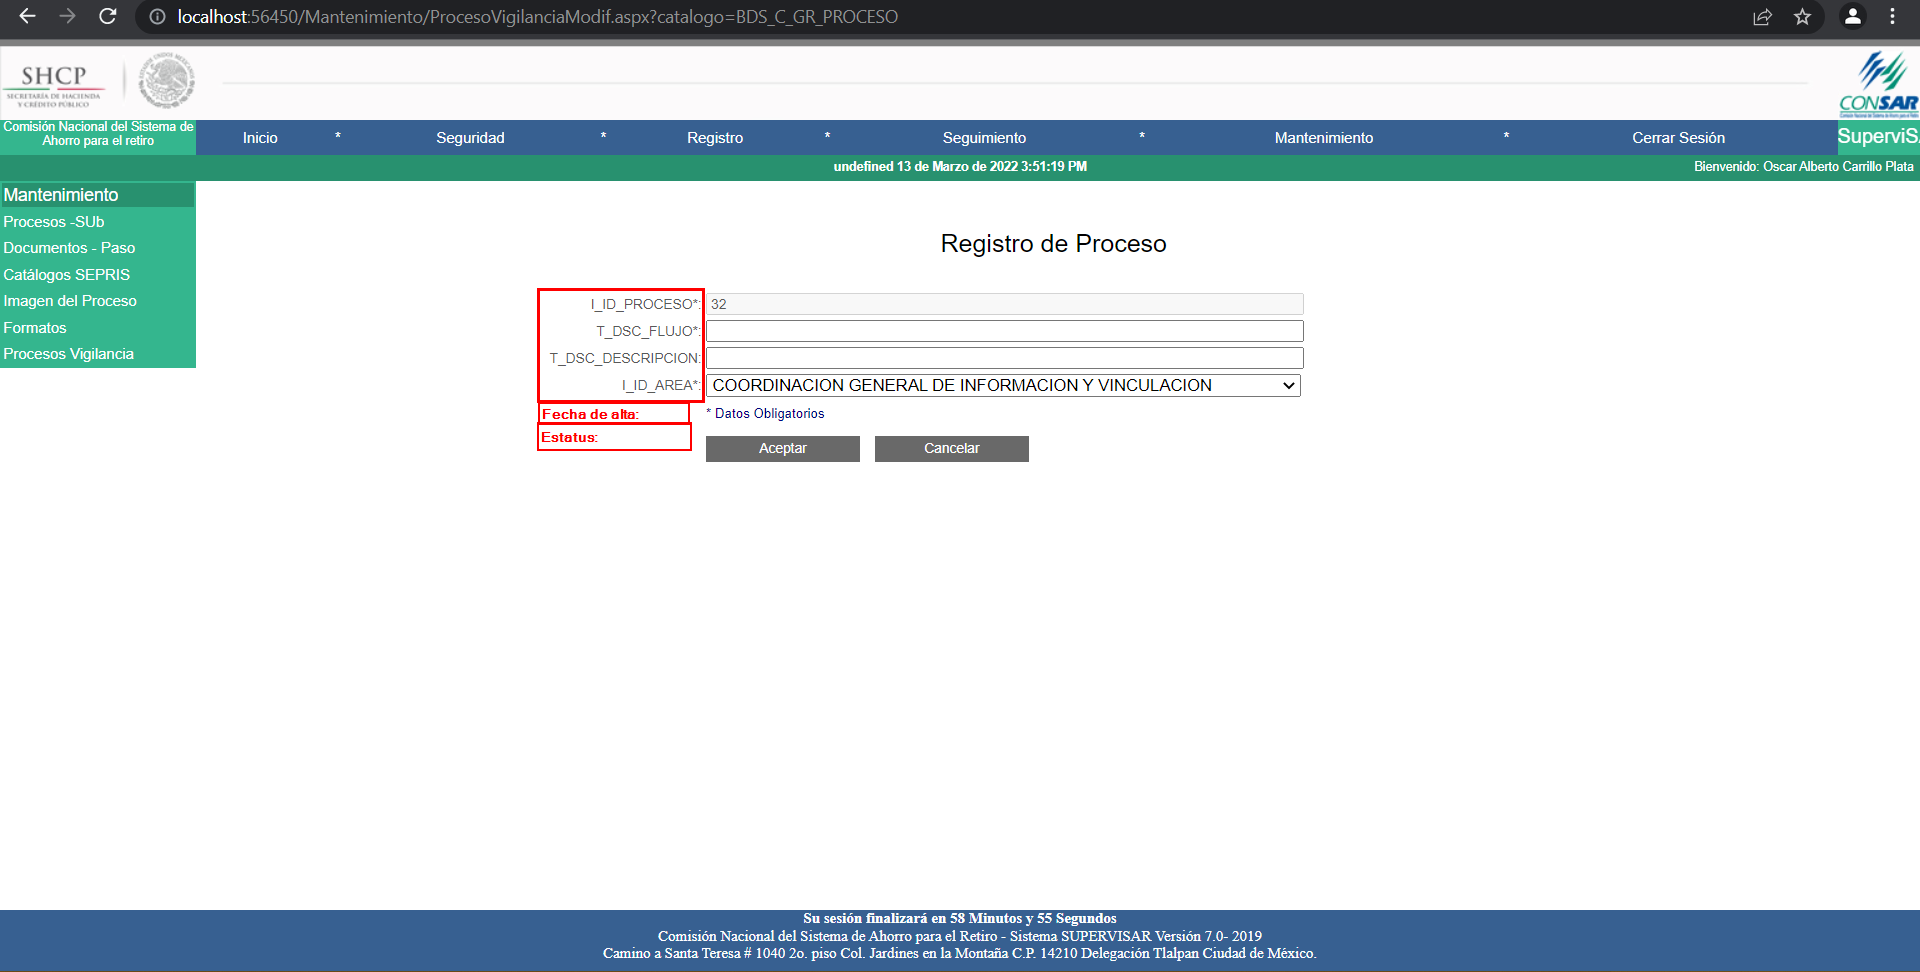 localhost:56450/Mantenimiento/ProcesoVigilanciaModif.aspx?catalogo=BDS_C_GR_PROCESO
SHCP
SECRETARÍA DE HACIENDA
Y CRÉDITO PÚBLICO
CONSAR
Comisión Nacional del Sistema de
Ahorro para el retiro
Inicio * Seguridad * Registro * Seguimiento * Mantenimiento * Cerrar Sesión
SuperviS
undefined 13 de Marzo de 2022 3:51:19 PM
Bienvenido: Oscar Alberto Carrillo Plata
Mantenimiento
Procesos -SUb
Documentos - Paso
Catálogos SEPRIS
Imagen del Proceso
Formatos
Procesos Vigilancia
Registro de Proceso
I_ID_PROCESO*: 32
T_DSC_FLUJO*:
T_DSC_DESCRIPCION:
I_ID_AREA*: COORDINACION GENERAL DE INFORMACION Y VINCULACION
Fecha de alta: * Datos Obligatorios
Estatus:
Aceptar Cancelar
Su sesión finalizará en 58 Minutos y 55 Segundos
Comisión Nacional del Sistema de Ahorro para el Retiro - Sistema SUPERVISAR Versión 7.0- 2019
Camino a Santa Teresa # 1040 2o. piso Col. Jardines en la Montaña C.P. 14210 Delegación Tlalpan Ciudad de México.